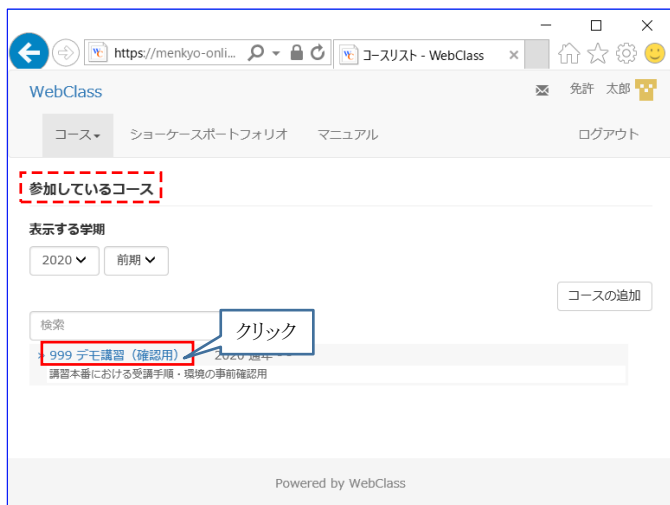 https://menkyo-onli...
コースリスト - WebClass
WebClass
免許 太郎
コース
ショーケースポートフォリオ
マニュアル
ログアウト
参加しているコース
表示する学期
2020
前期
コースの追加
検索
クリック
» 999 デモ講習（確認用）
2020 通年
講習本番における受講手順・環境の事前確認用
Powered by WebClass